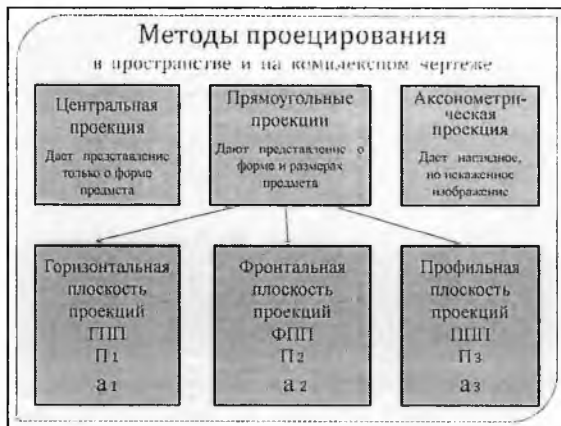 Методы проецирования
в пространстве и на комплексном чертеже
Центральная
проекция
Дает представление
только о форме
предмета
Прямоугольные
проекции
Дают представление о
форме и размерах
предмета
Аксонометри-
ческая
проекция
Дает наглядное,
но искаженное
изображение
Горизонтальная
плоскость
проекций
ГПП
П1
а1
Фронтальная
плоскость
проекций
ФПП
П2
а2
Профильная
плоскость
проекций
ППП
П3
а3